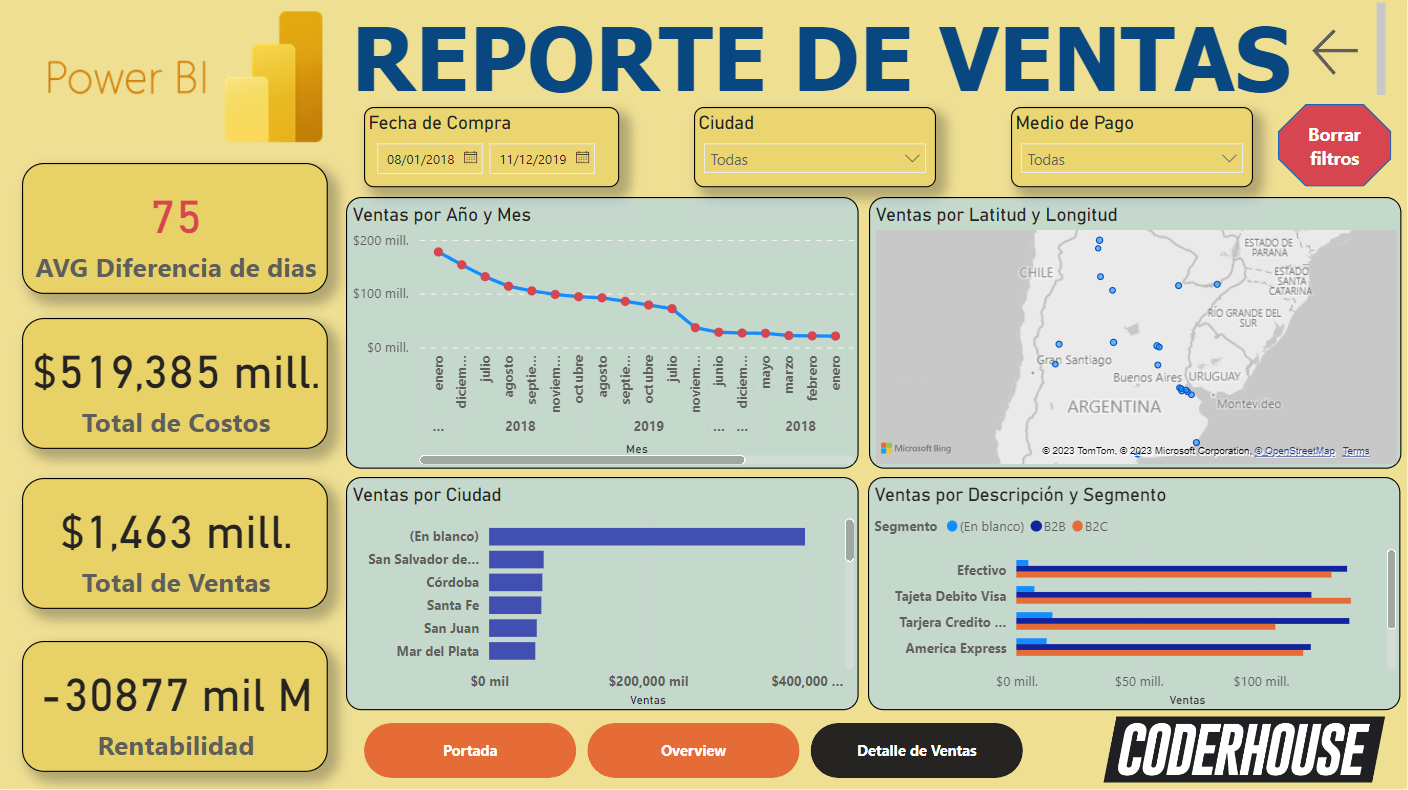 Power BI
REPORTE DE VENTAS
Fecha de Compra
08/01/2018
11/12/2019
Ciudad
Todas
Medio de Pago
Todas
Borrar
filtros
75
AVG Diferencia de dias
$519,385 mill.
Total de Costos
$1,463 mill.
Total de Ventas
-30877 mil M
Rentabilidad
Ventas por Año y Mes
$200 mill.
$100 mill.
$0 mill.
enero
diciem...
julio
agosto
septie...
noviem...
octubre
agosto
septie...
octubre
julio
noviem...
junio
diciem...
mayo
marzo
febrero
enero
...
2018
2019
...
...
2018
Mes
Ventas por Latitud y Longitud
CHILE
ESTADO DE
PARANÁ
ESTADO
SANTA
CATARINA
RÍO GRANDE DEL
SUR
Gran Santiago
Buenos Aires
URUGUAY
ARGENTINA
Montevideo
Microsoft Bing
© 2023 TomTom, © 2023 Microsoft Corporation, © OpenStreetMap Terms
Ventas por Ciudad
(En blanco)
San Salvador de...
Córdoba
Santa Fe
San Juan
Mar del Plata
$0 mil
$200,000 mil
$400,000 ...
Ventas
Ventas por Descripción y Segmento
Segmento
(En blanco)
B2B
B2C
Efectivo
Tajeta Debito Visa
Tarjera Credito ...
America Express
$0 mill.
$50 mill.
$100 mill.
Ventas
Portada
Overview
Detalle de Ventas
CODERHOUSE